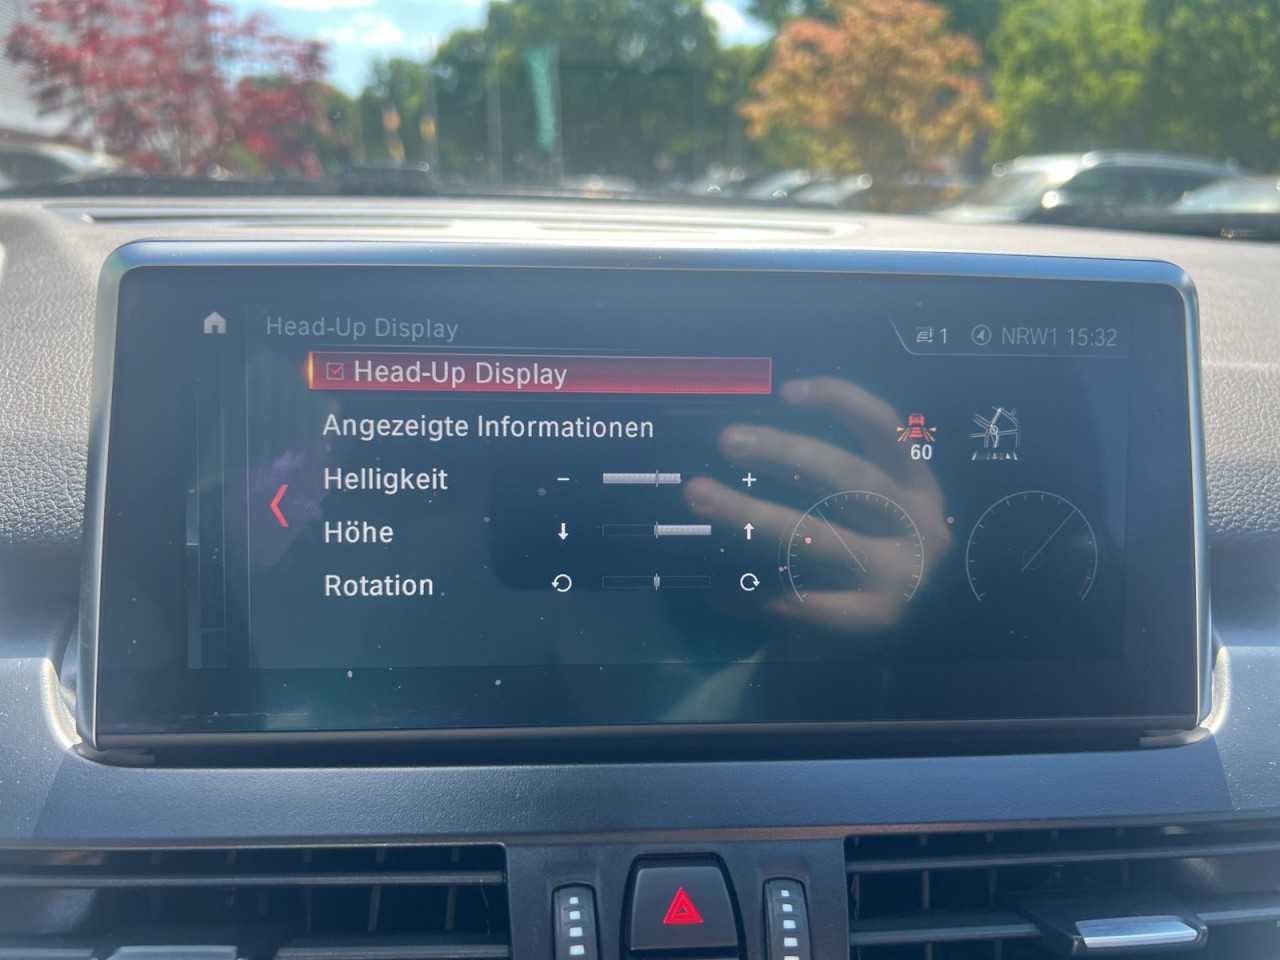 Head-Up Display
1 NRW1 15:32
Head-Up Display
Angezeigte Informationen
Helligkeit - +
Höhe
Rotation
60